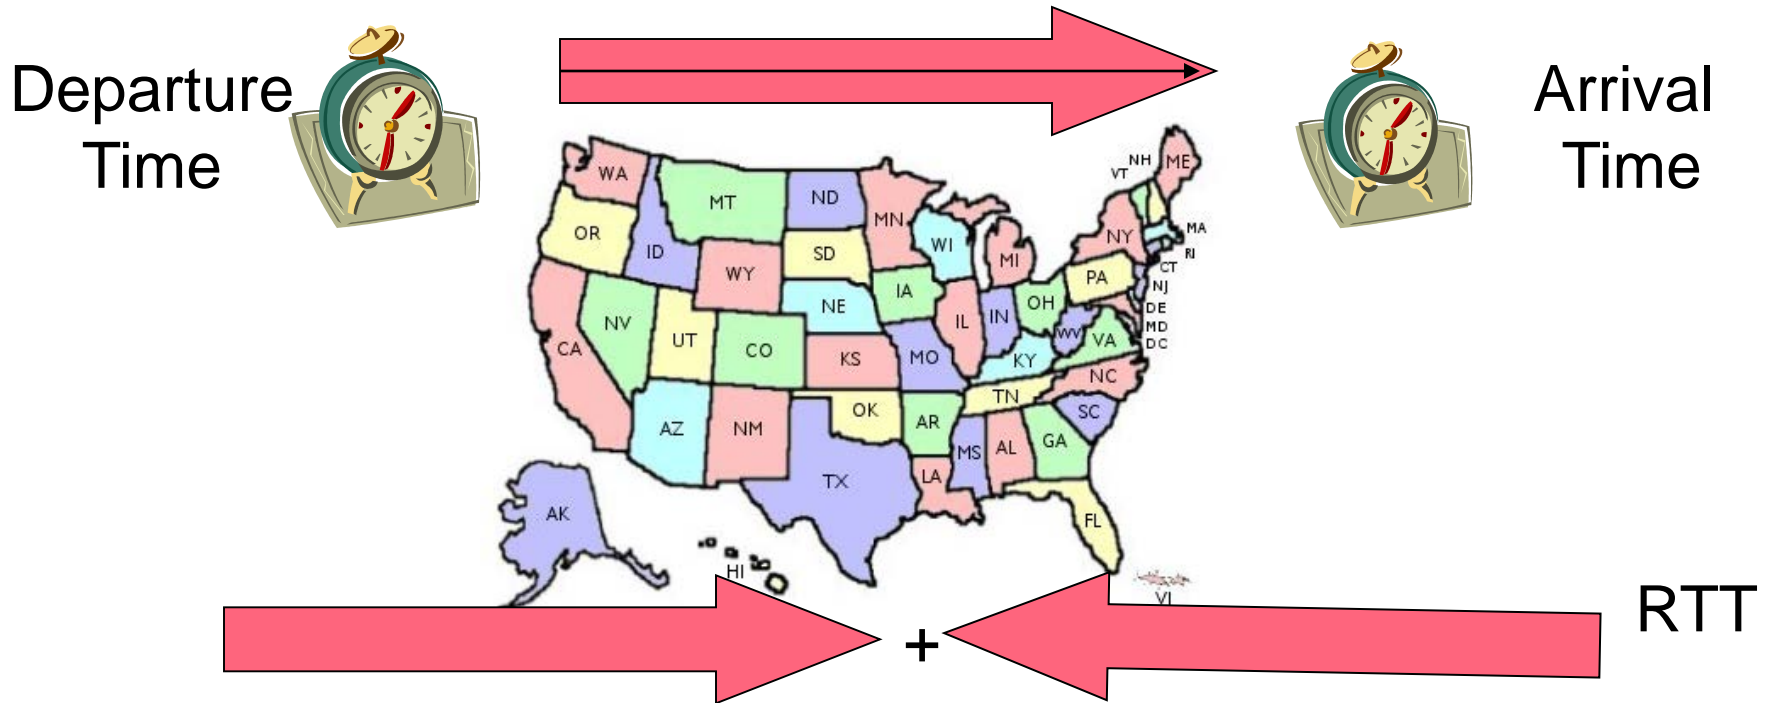 Departure
Time
Arrival
Time
WA
MT
ND
MN
WI
MI
VT
NH
ME
NY
MA
RI
CT
NJ
PA
OR
ID
WY
SD
IA
NE
IL
IN
OH
WV
VA
DE
MD
DC
CA
NV
UT
CO
KS
MO
KY
NC
TN
SC
AZ
NM
OK
AR
MS
AL
GA
TX
LA
FL
AK
HI
VI
+
RTT